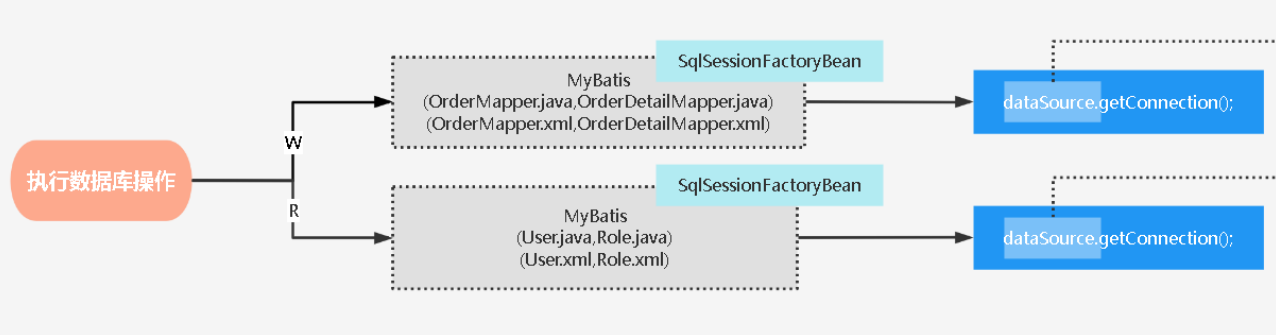 执行数据库操作
W
R
SqlSessionFactoryBean
MyBatis
(OrderMapper.java,OrderDetailMapper.java)
(OrderMapper.xml,OrderDetailMapper.xml)
dataSource.getConnection();
SqlSessionFactoryBean
MyBatis
(User.java,Role.java)
(User.xml,Role.xml)
dataSource.getConnection();